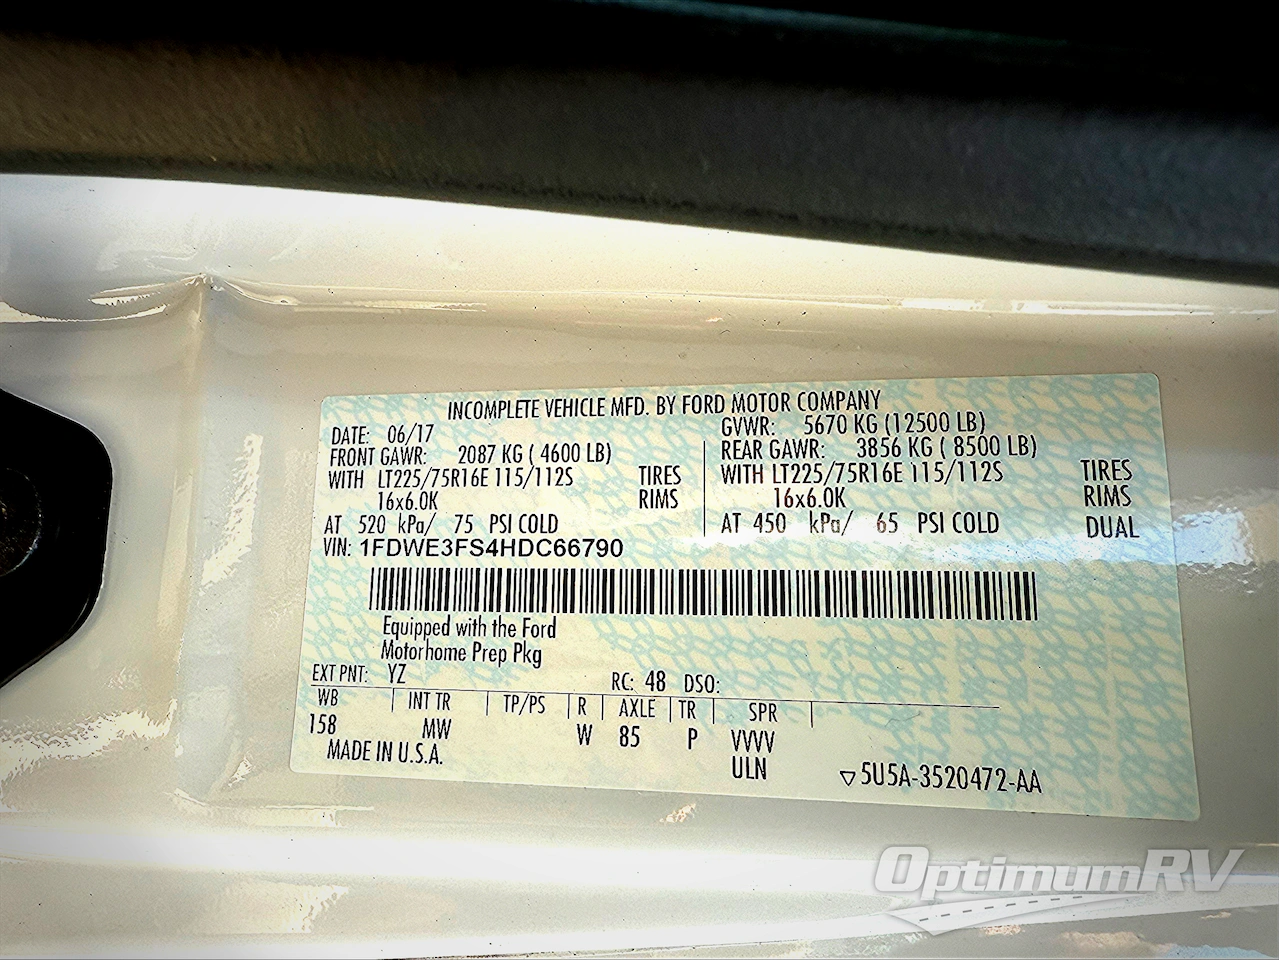 INCOMPLETE VEHICLE MFD. BY FORD MOTOR COMPANY
DATE: 06/17
GVWR: 5670 KG (12500 LB)
FRONT GAWR: 2087 KG ( 4600 LB)
REAR GAWR: 3856 KG ( 8500 LB)
WITH LT225/75R16E 115/112S TIRES
WITH LT225/75R16E 115/112S TIRES
16x6.0K RIMS
16x6.0K RIMS
AT 520 kPa/ 75 PSI COLD
AT 450 kPa/ 65 PSI COLD DUAL
VIN: 1FDWE3FS4HDC66790
Equipped with the Ford
Motorhome Prep Pkg
EXT PNT: YZ RC: 48 DSO:
WB INT TR TP/PS R AXLE TR SPR
158 MW W 85 P VVVV
MADE IN U.S.A. ULN
5U5A-3520472-AA
OptimumRV